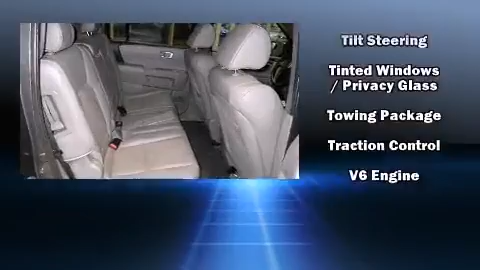 Tilt Steering
Tinted Windows
/ Privacy Glass
Towing Package
Traction Control
V6 Engine